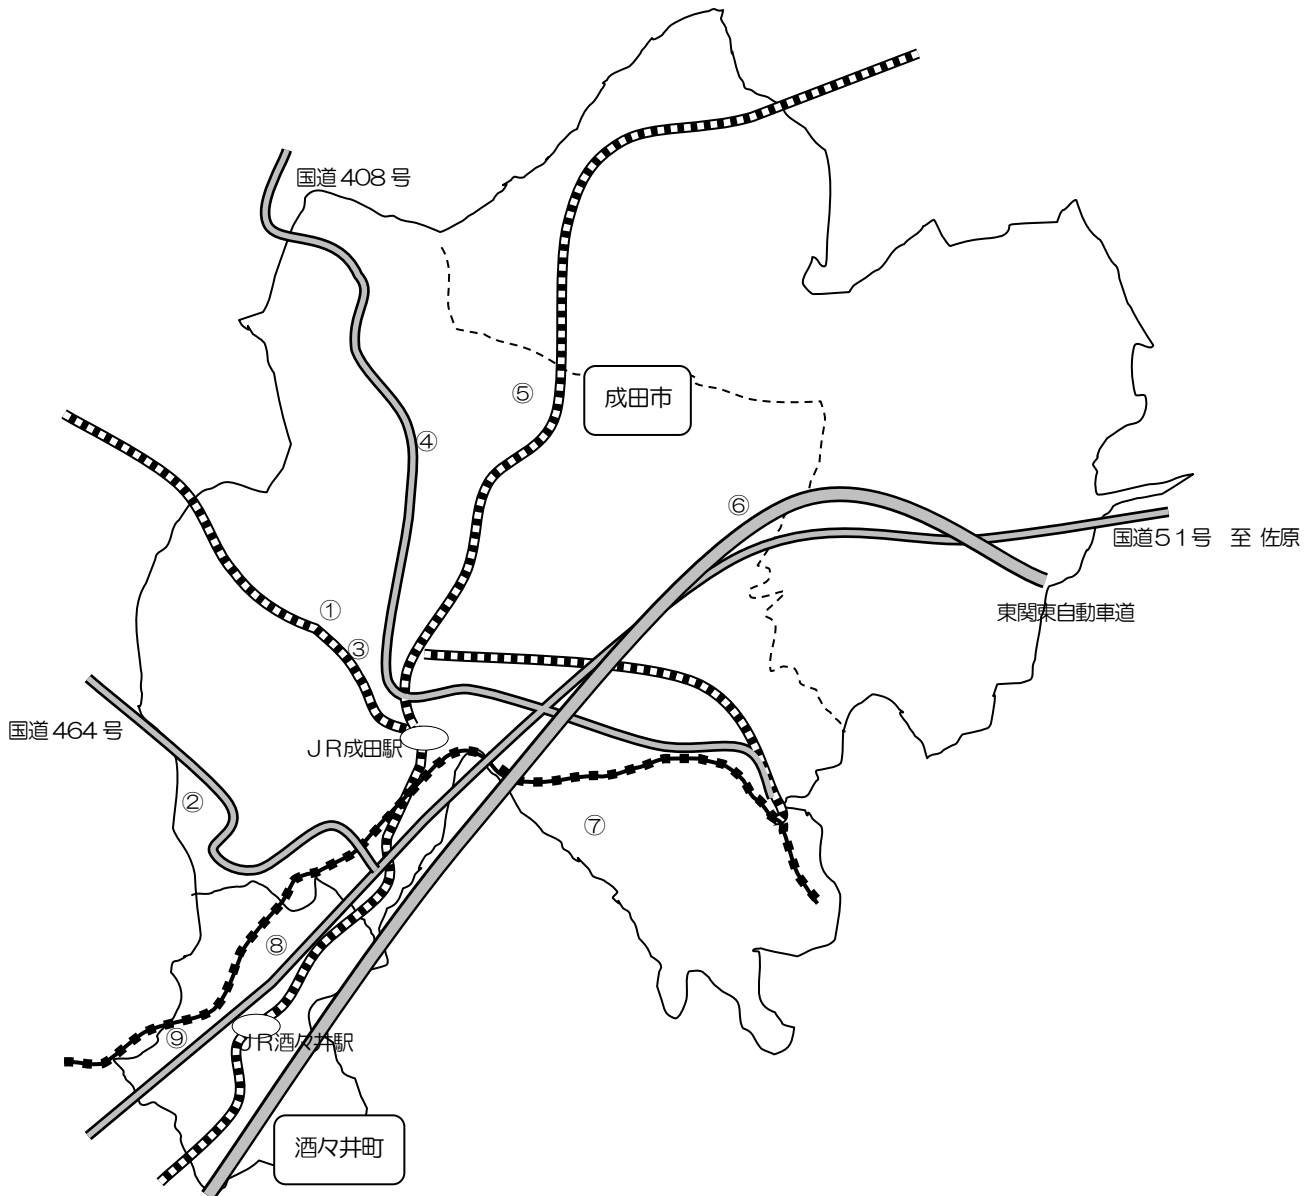 国道408号
⑤
成田市
④
⑥
国道51号 至 佐原
①
東関東自動車道
③
国道464号
JR成田駅
②
⑦
⑧
⑨
JR酒々井駅
酒々井町